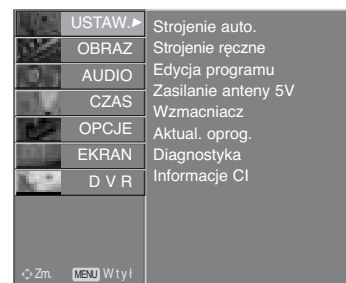 USTAW.
OBRAZ
AUDIO
CZAS
OPCJE
EKRAN
D V R
Strojenie auto.
Strojenie ręczne
Edycja programu
Zasilanie anteny 5V
Wzmacniacz
Aktual. oprog.
Diagnostyka
Informacje CI
Zm. MENU Wtył